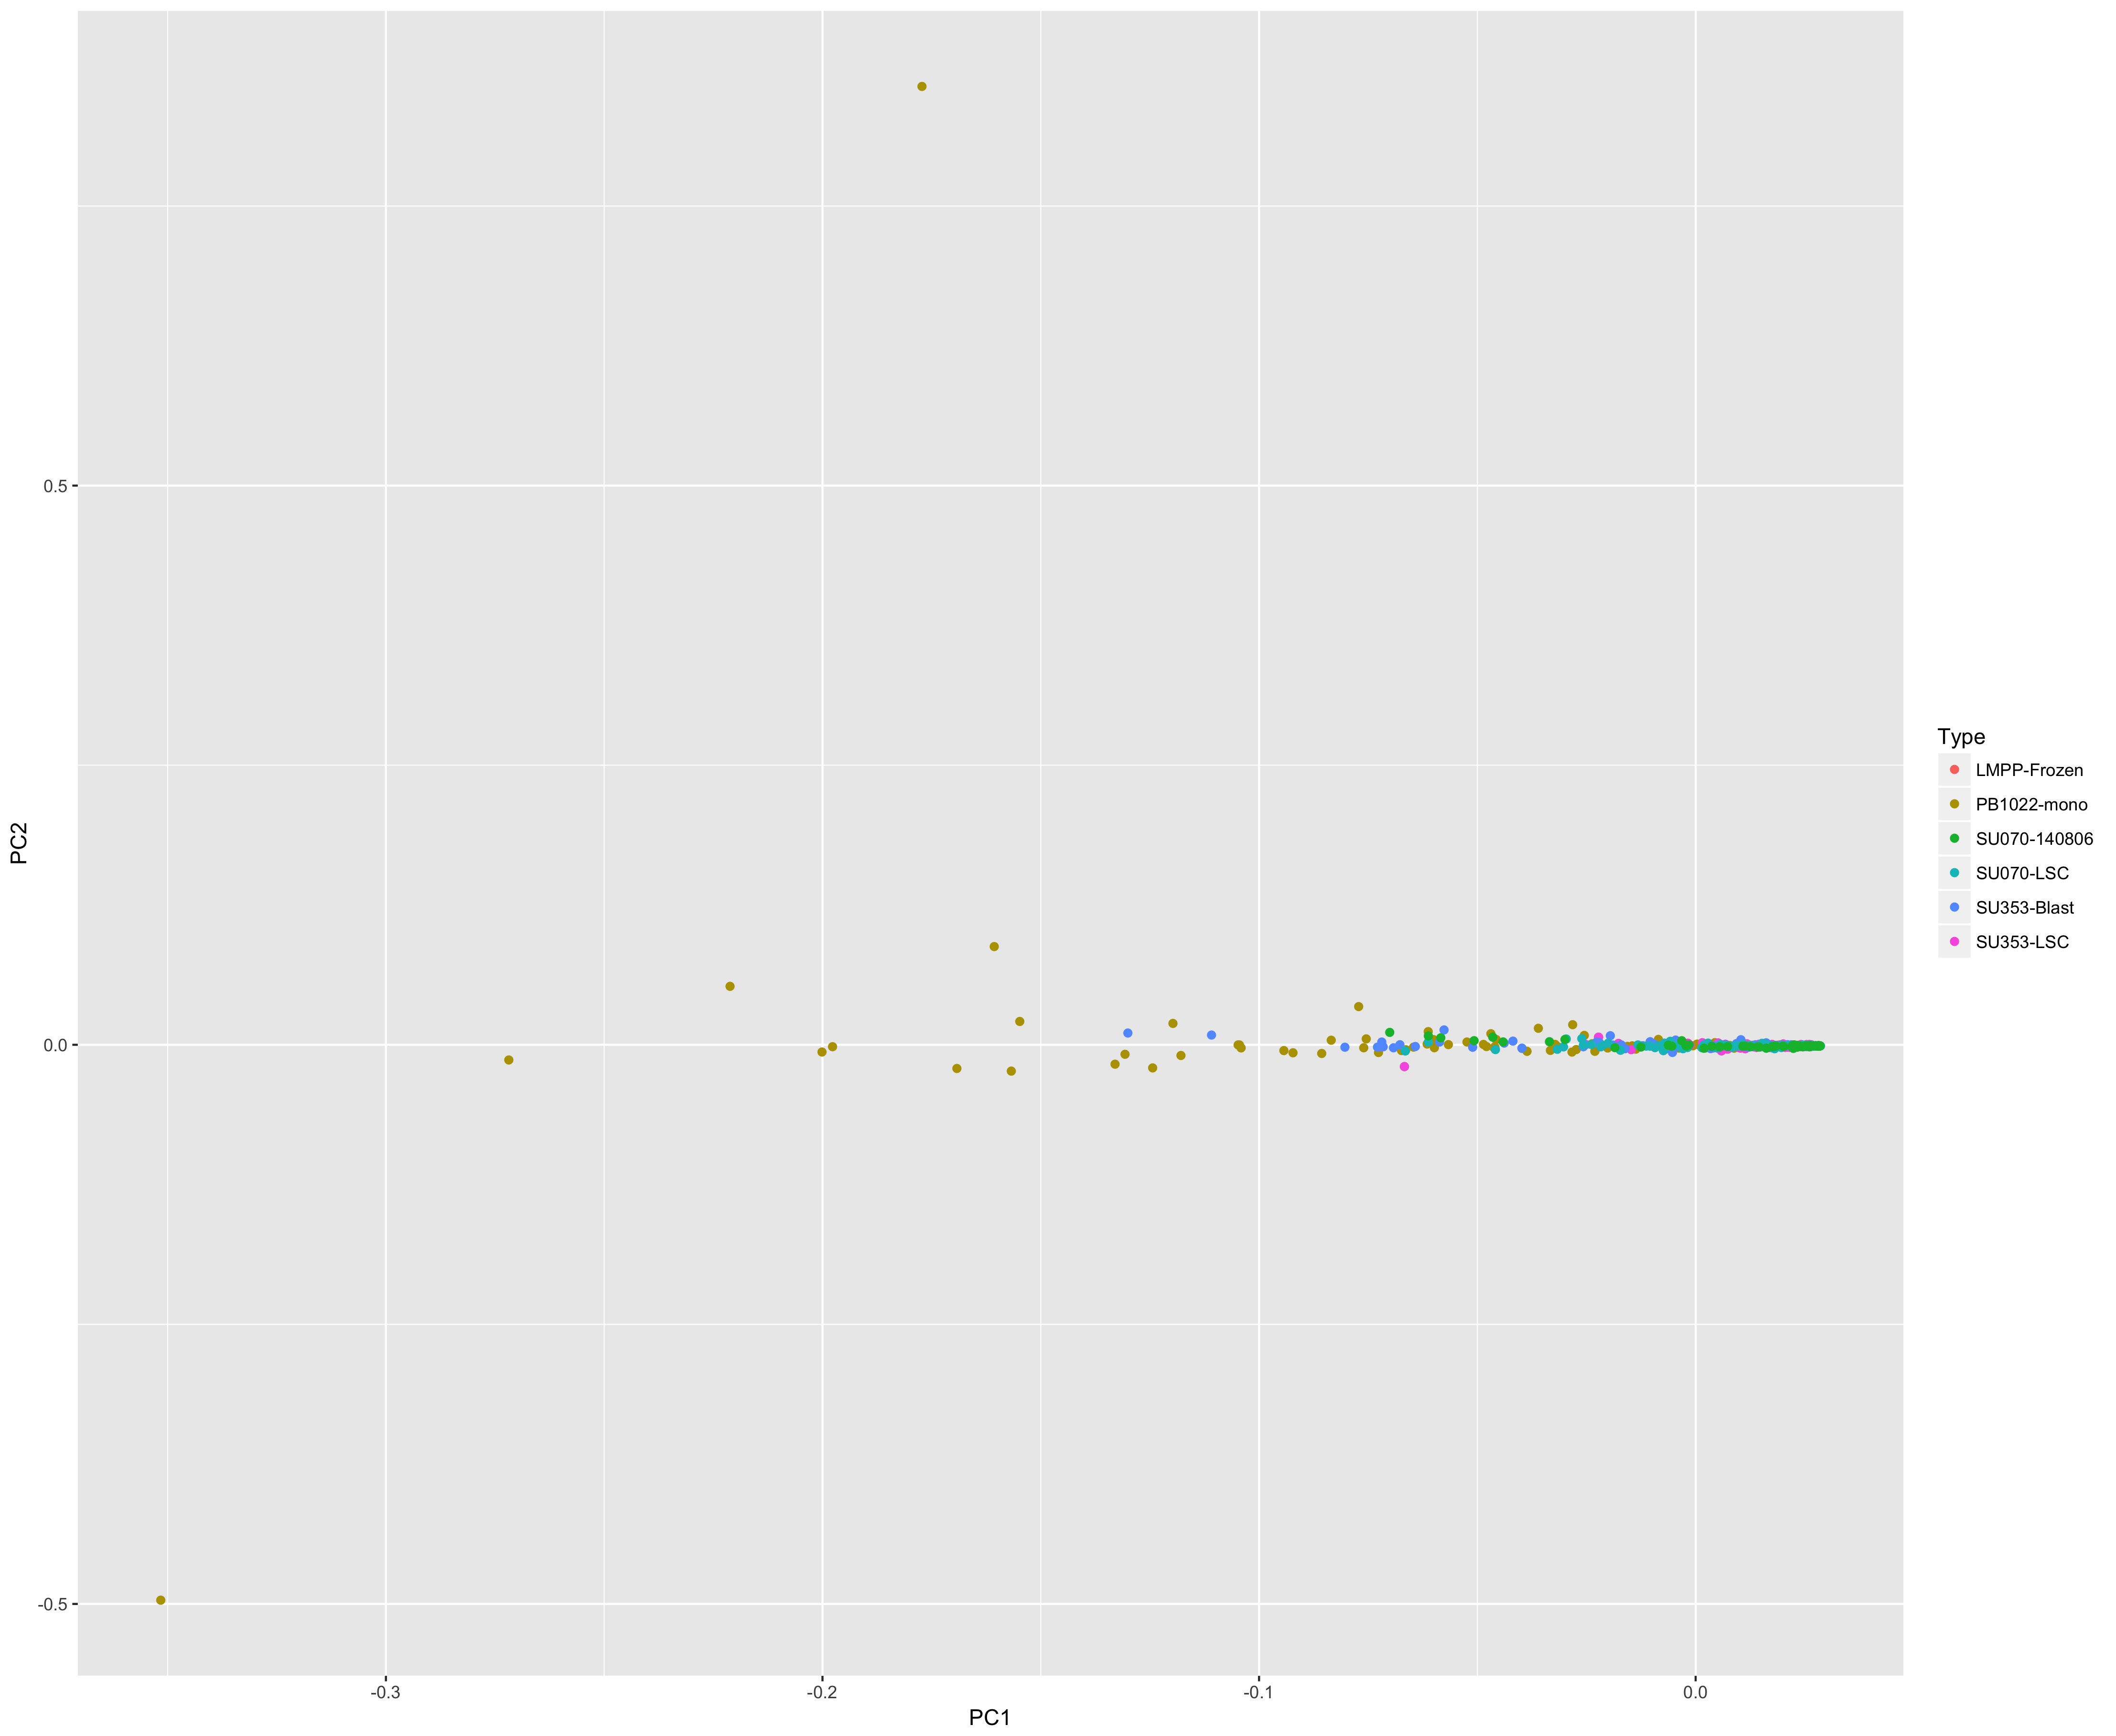 PC2
0.5
0.0
-0.5
-0.3
-0.2
-0.1
0.0
PC1
Type
LMPP-Frozen
PB1022-mono
SU070-140806
SU070-LSC
SU353-Blast
SU353-LSC